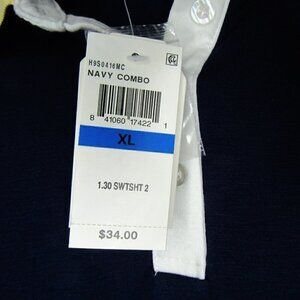 H9S0416MC
NAVY COMBO
8 41060 17422 1
XL
1.30 SWTSHT 2
$34.00